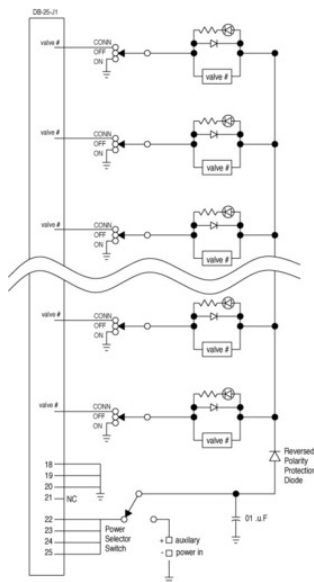 DB-25-J1
valve #
CONN
OFF
ON
valve #
valve #
CONN
OFF
ON
valve #
valve #
CONN
OFF
ON
valve #
valve #
CONN
OFF
ON
valve #
valve #
CONN
OFF
ON
valve #
Reversed
Polarity
Protection
Diode
18
19
20
21 NC
22
23
24
25
Power
Selector
Switch
+ auxilary
- power in
01 .u.F